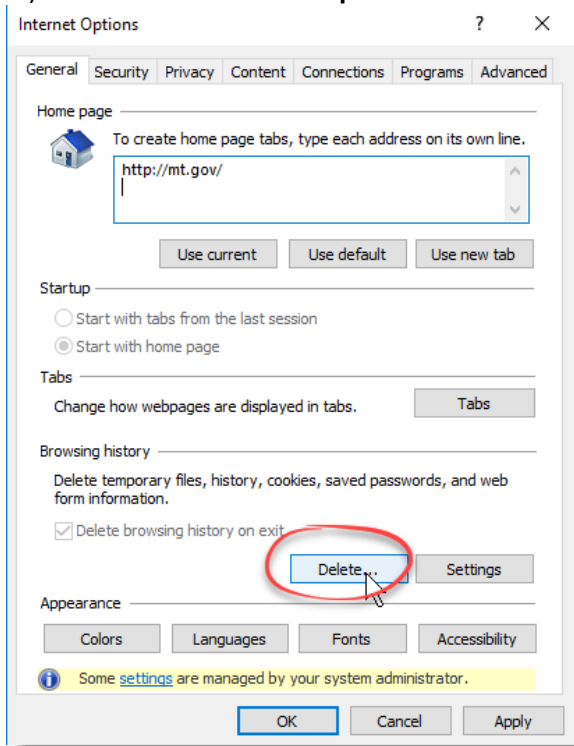 Internet Options ? ×
General Security Privacy Content Connections Programs Advanced
Home page
To create home page tabs, type each address on its own line.
http://mt.gov/
Use current Use default Use new tab
Startup
Start with tabs from the last session
Start with home page
Tabs
Change how webpages are displayed in tabs. Tabs
Browsing history
Delete temporary files, history, cookies, saved passwords, and web
form information.
Delete browsing history on exit
Delete... Settings
Appearance
Colors Languages Fonts Accessibility
Some settings are managed by your system administrator.
OK Cancel Apply